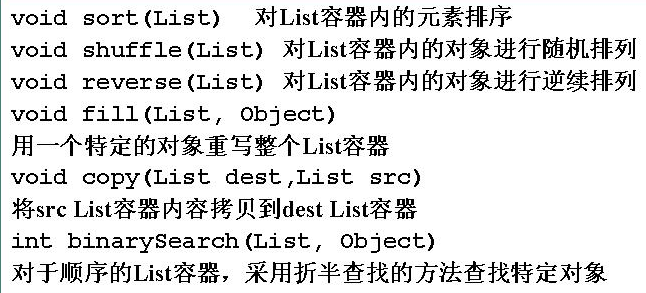 void sort(List) 对List容器内的元素排序
void shuffle(List) 对List容器内的对象进行随机排列
void reverse(List) 对List容器内的对象进行逆续排列
void fill(List, Object)
用一个特定的对象重写整个List容器
void copy(List dest,List src)
将src List容器内容拷贝到dest List容器
int binarySearch(List, Object)
对于顺序的List容器，采用折半查找的方法查找特定对象